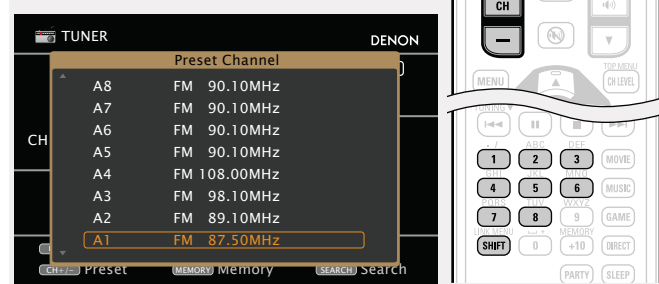 TUNER
DENON
Preset Channel
A8 FM 90.10MHz
A7 FM 90.10MHz
A6 FM 90.10MHz
A5 FM 90.10MHz
CH
A4 FM 108.00MHz
A3 FM 98.10MHz
A2 FM 89.10MHz
A1 FM 87.50MHz
CH+/- Preset
MEMORY Memory
SEARCH Search
CH
TOP MENU
MENU
CH LEVEL
TUNING
. /
ABC
DEF
1
2
3
MOVIE
GHI
JKL
MNO
4
5
6
MUSIC
PQRS
TUV
WXYZ
7
8
9
GAME
LINK MENU
MEMORY
SHIFT
0
+10
DIRECT
PARTY
SLEEP